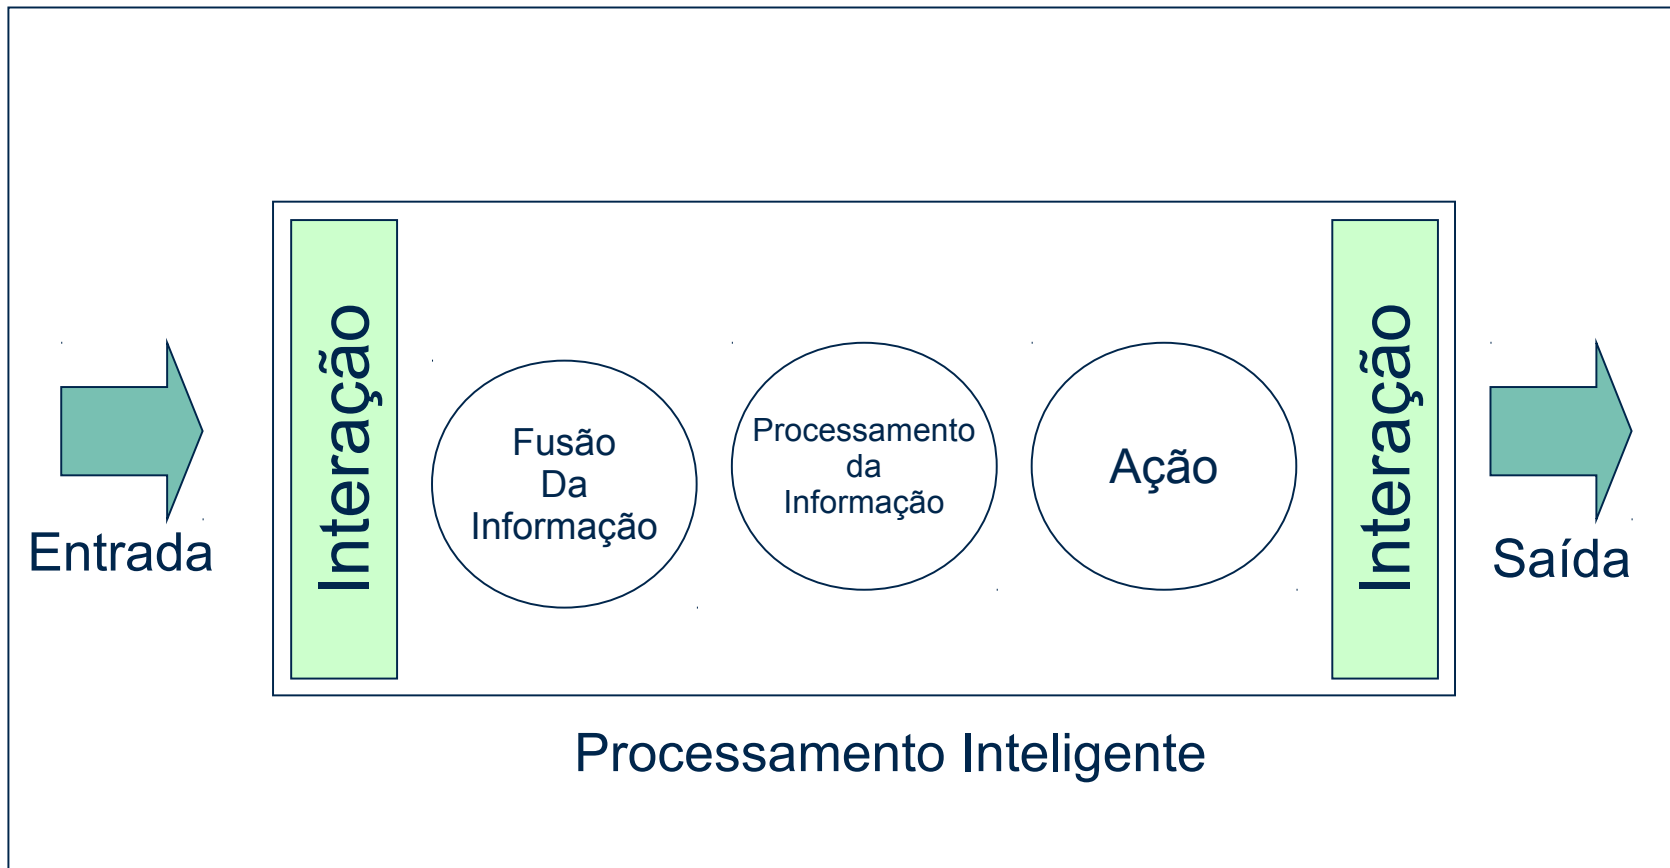 Entrada
Interação
Fusão
Da
Informação
Processamento
da
Informação
Ação
Interação
Saída
Processamento Inteligente